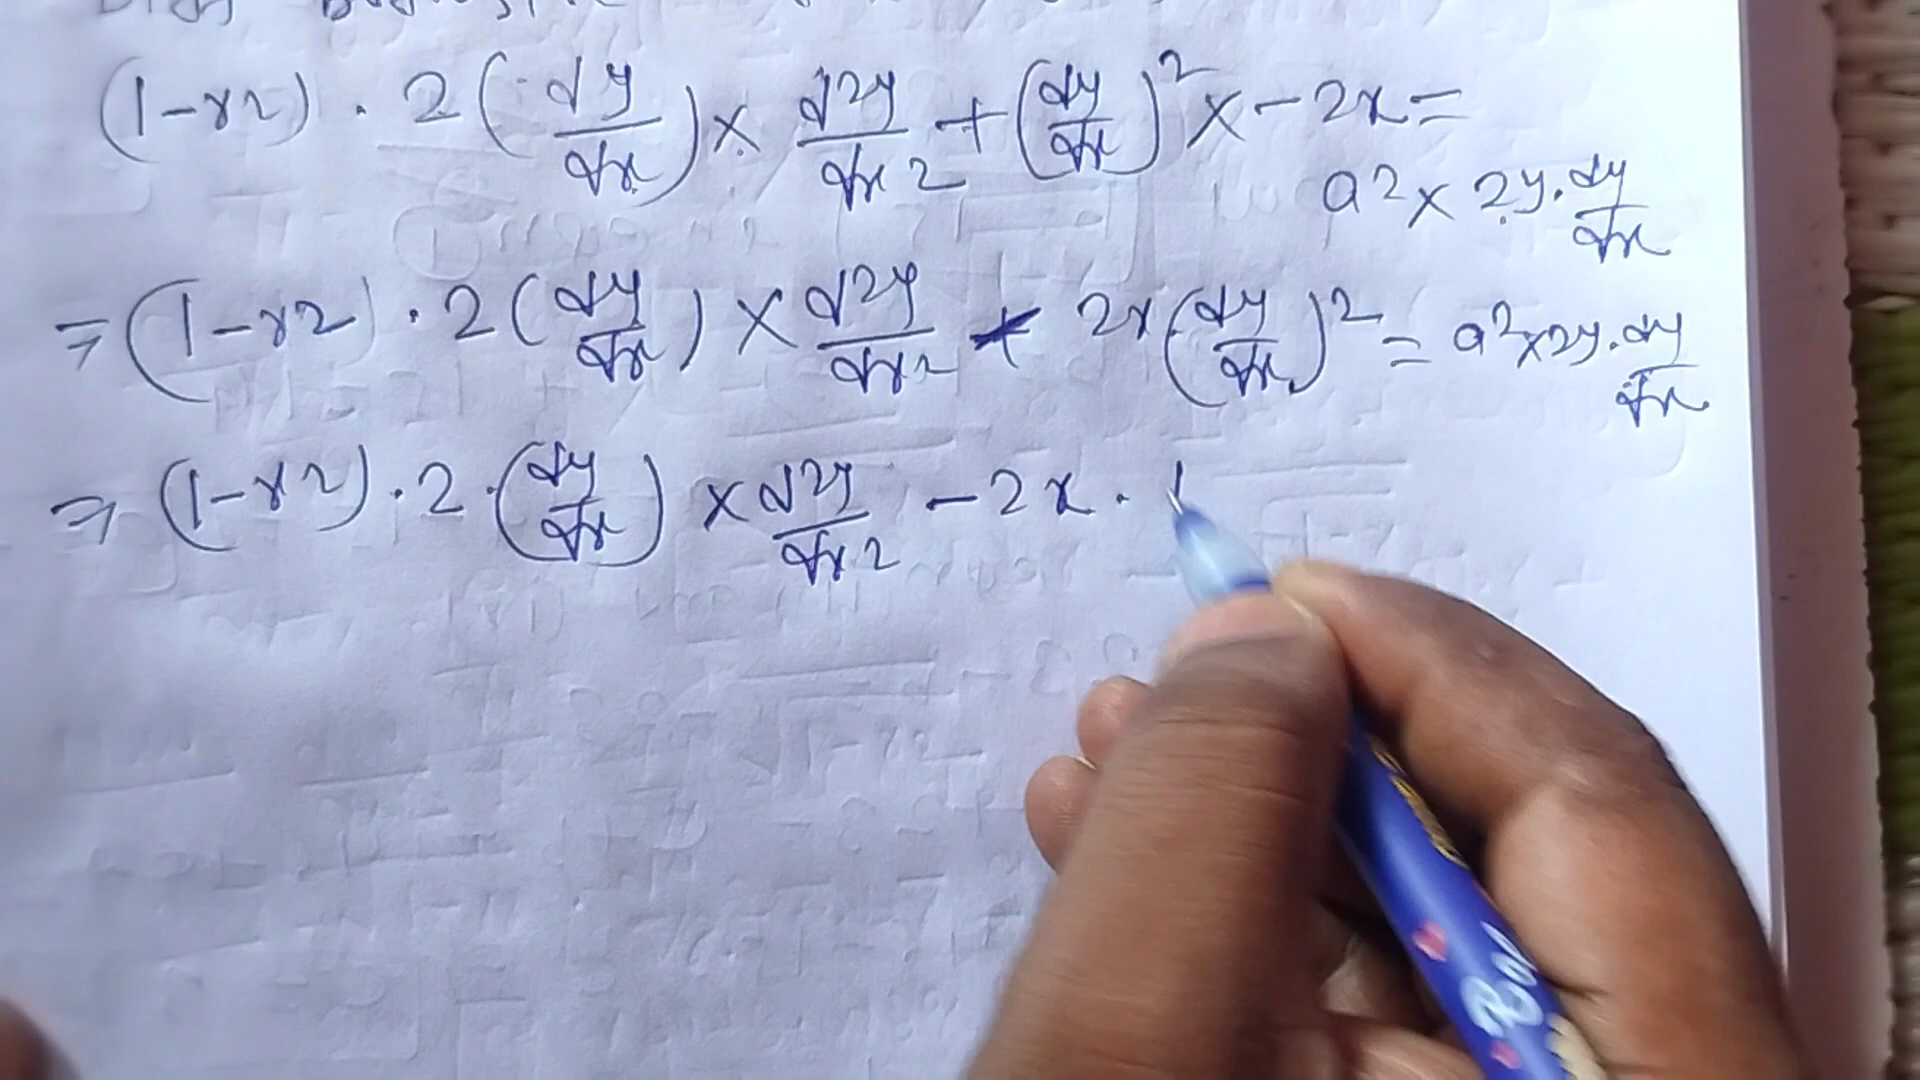 (1-x2) . 2 (dy/dx) × d2y/dx2 + (dy/dx)2 × -2x =
a2 × 2y . dy/dx
⇒ (1-x2) . 2 (dy/dx) × d2y/dx2 - 2x (dy/dx)2 = a2 × 2y . dy/dx
⇒ (1-x2) . 2 . (dy/dx) × d2y/dx2 - 2x .